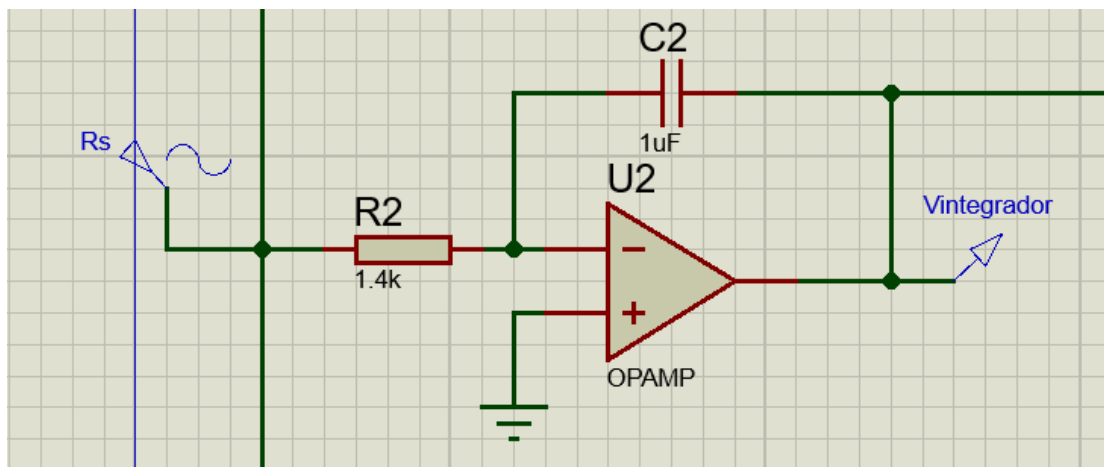 C2
1uF
Rs
U2
R2
1.4k
Vintegrador
OPAMP